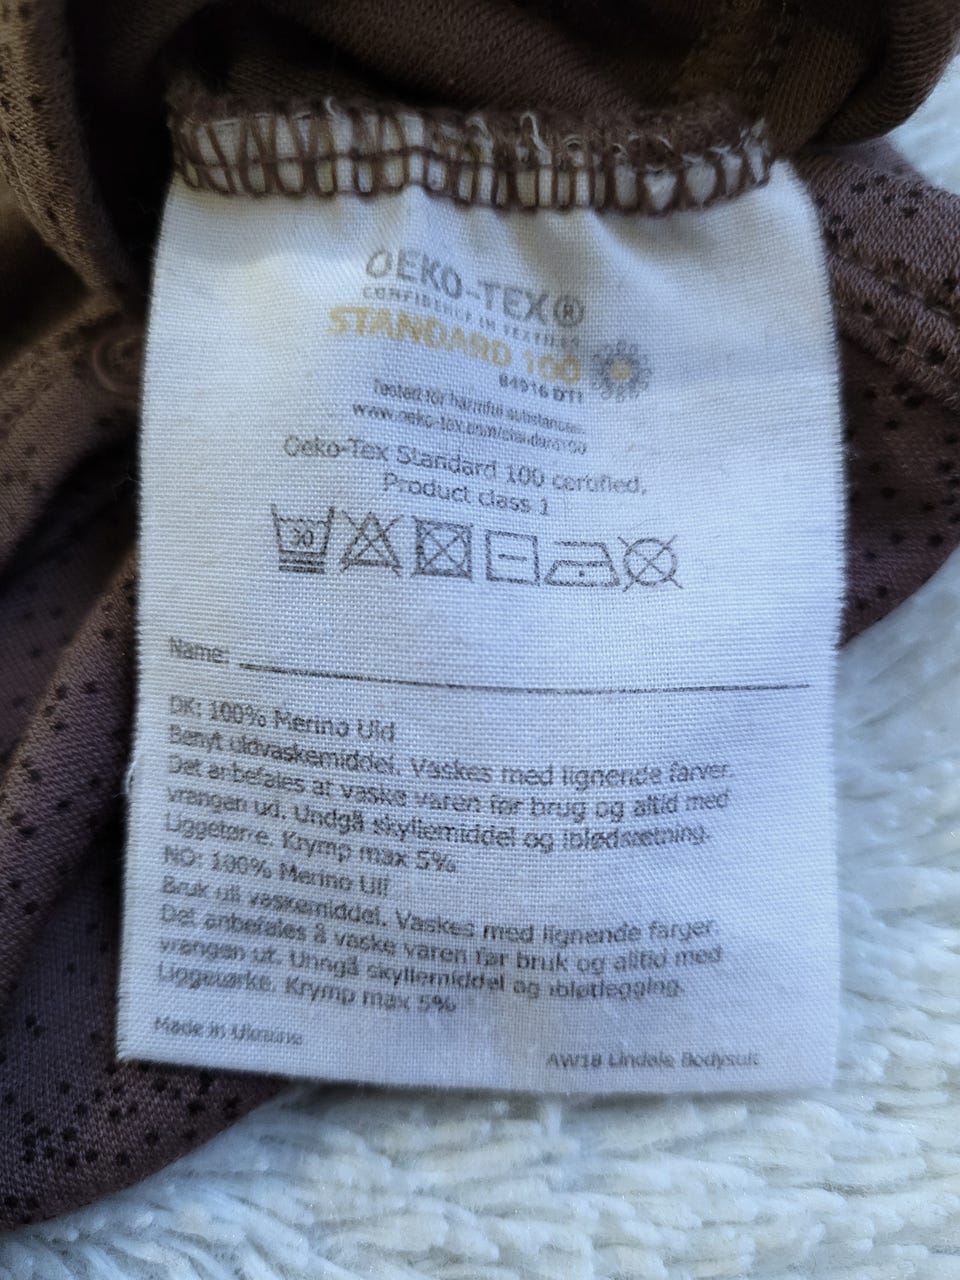 OEKO-TEX®
CONFIDENCE IN TEXTILES
STANDARD 100
84916 DTI
Tested for harmful substances.
www.oeko-tex.com/standard100
Oeko-Tex Standard 100 certified,
Product class 1
30
Name:
DK: 100% Merino Uld
Benyt uldvaskemiddel. Vaskes med lignende farver.
Det anbefales at vaske varen før brug og altid med
vrangen ud. Undgå skyllemiddel og iblødsætning.
Liggetørre. Krymp max 5%
NO: 100% Merino Ull
Bruk ull vaskemiddel. Vaskes med lignende farger.
Det anbefales å vaske varen før bruk og alltid med
vrangen ut. Unngå skyllemiddel og ibløtlegging.
Liggetørke. Krymp max 5%
Made in Ukraine
AW18 Lindale Bodysuit